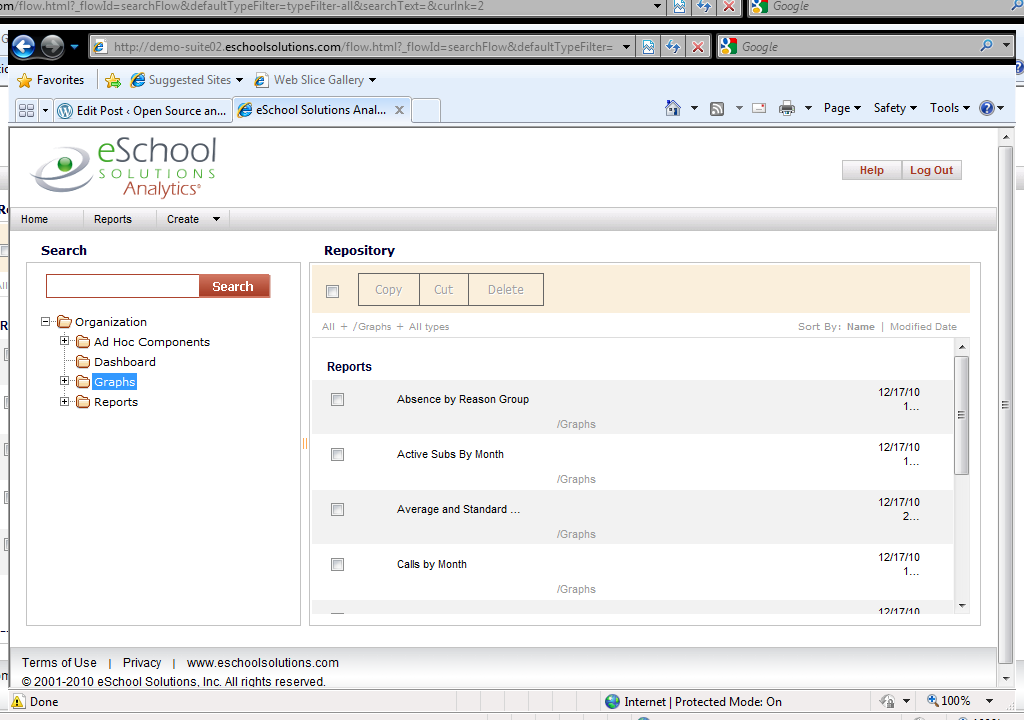 om/flow.html?_flowId=searchFlow&defaultTypeFilter=typeFilter-all&searchText=&curlnk=2
Google
http://demo-suite02.eschoolsolutions.com/flow.html?_flowId=searchFlow&defaultTypeFilter=
Google
Favorites
Suggested Sites
Web Slice Gallery
Edit Post ‹ Open Source an...
eSchool Solutions Anal...
Page
Safety
Tools
eSchool
SOLUTIONS
Analytics
Help
Log Out
Home
Reports
Create
Search
Repository
Search
Copy
Cut
Delete
Organization
All + /Graphs + All types
Sort By: Name | Modified Date
Ad Hoc Components
Dashboard
Graphs
Reports
Reports
Absence by Reason Group
12/17/10
1...
/Graphs
Active Subs By Month
12/17/10
1...
/Graphs
Average and Standard ...
12/17/10
2...
/Graphs
Calls by Month
12/17/10
1...
/Graphs
12/17/10
Terms of Use | Privacy | www.eschoolsolutions.com
© 2001-2010 eSchool Solutions, Inc. All rights reserved.
Done
Internet | Protected Mode: On
100%